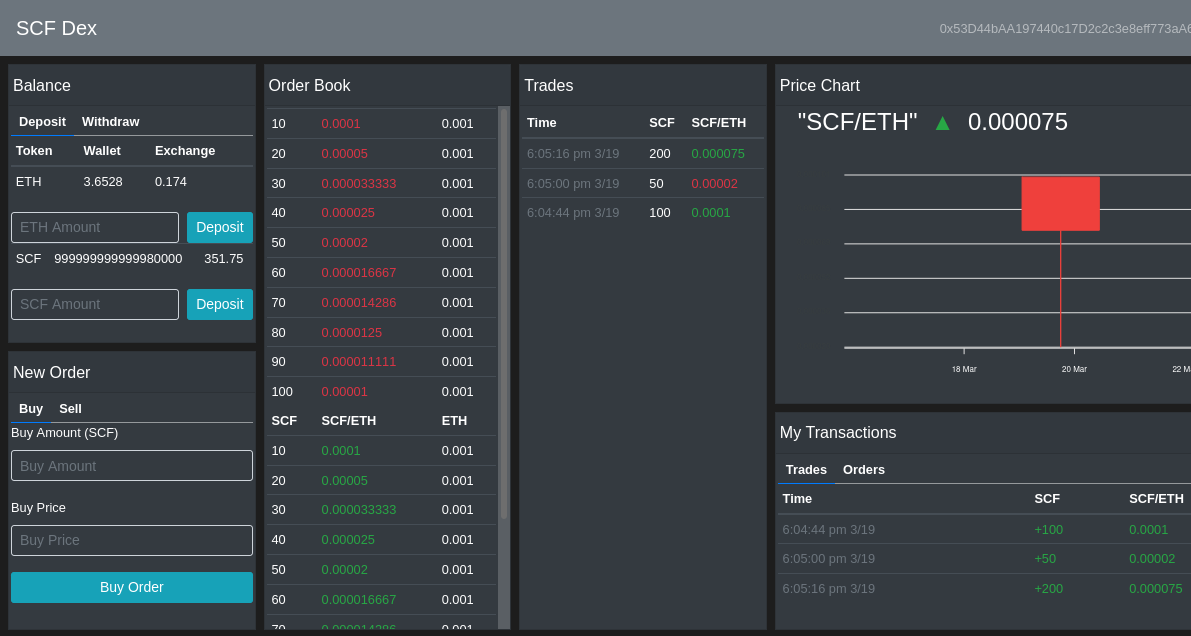 SCF Dex
0x53D44bAA197440c17D2c2c3e8eff773aA6
Balance
Deposit Withdraw
Token Wallet Exchange
ETH 3.6528 0.174
ETH Amount Deposit
SCF 999999999999980000 351.75
SCF Amount Deposit
New Order
Buy Sell
Buy Amount (SCF)
Buy Amount
Buy Price
Buy Price
Buy Order
Order Book
10 0.0001 0.001
20 0.00005 0.001
30 0.000033333 0.001
40 0.000025 0.001
50 0.00002 0.001
60 0.000016667 0.001
70 0.000014286 0.001
80 0.0000125 0.001
90 0.000011111 0.001
100 0.00001 0.001
SCF SCF/ETH ETH
10 0.0001 0.001
20 0.00005 0.001
30 0.000033333 0.001
40 0.000025 0.001
50 0.00002 0.001
60 0.000016667 0.001
70 0.000014286 0.001
Trades
Time SCF SCF/ETH
6:05:16 pm 3/19 200 0.000075
6:05:00 pm 3/19 50 0.00002
6:04:44 pm 3/19 100 0.0001
Price Chart
"SCF/ETH" ▲ 0.000075
18 Mar 20 Mar 22 M
My Transactions
Trades Orders
Time SCF SCF/ETH
6:04:44 pm 3/19 +100 0.0001
6:05:00 pm 3/19 +50 0.00002
6:05:16 pm 3/19 +200 0.000075